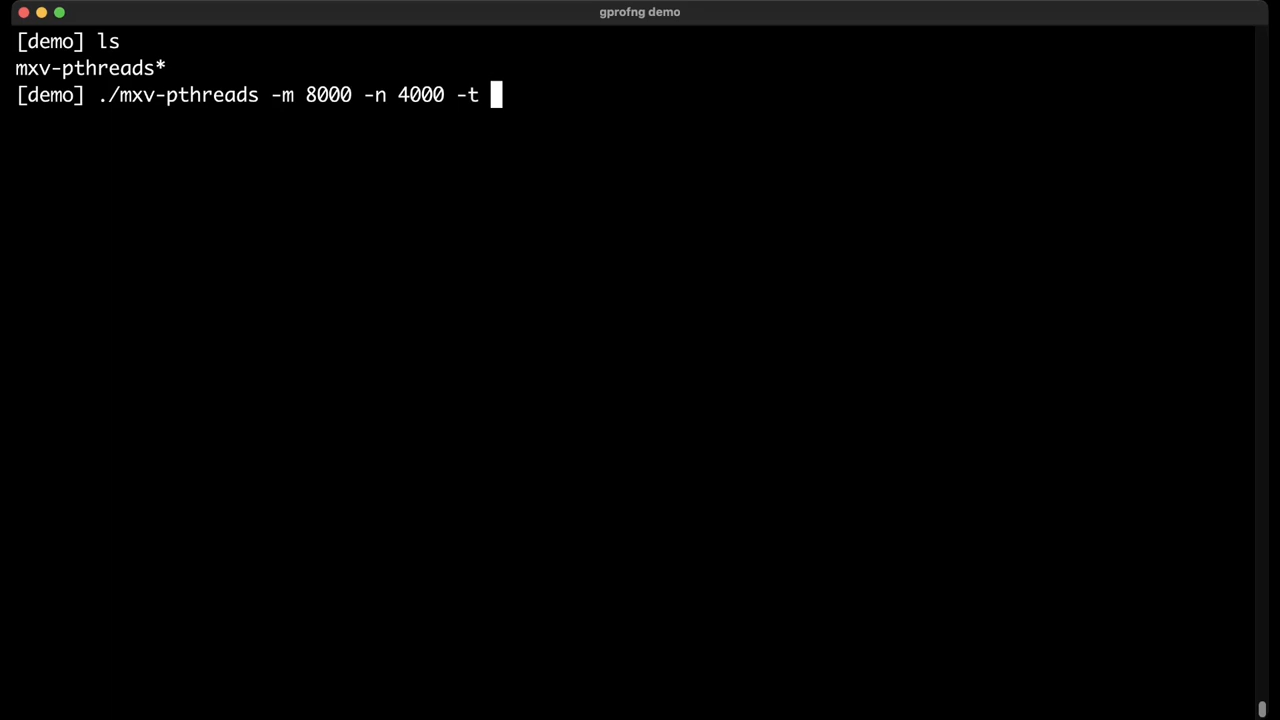 gprofng demo
[demo] ls
mxv-pthreads*
[demo] ./mxv-pthreads -m 8000 -n 4000 -t